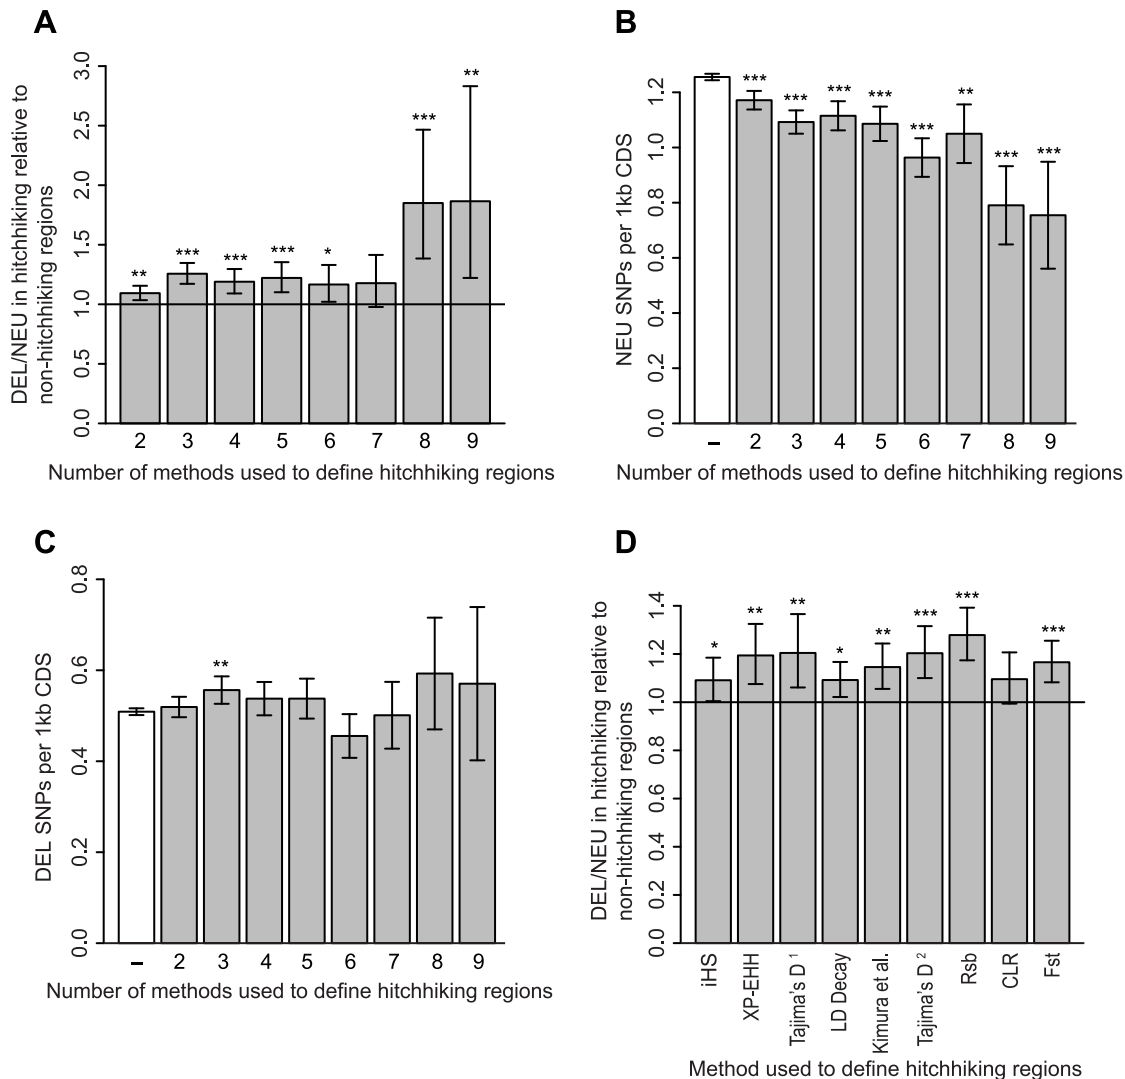 A
DEL/NEU in hitchhiking relative to
non-hitchhiking regions
3.0
2.5
2.0
1.5
1.0
0.5
0.0
** *** *** *** * *** **
2 3 4 5 6 7 8 9
Number of methods used to define hitchhiking regions
B
NEU SNPs per 1kb CDS
1.2
1.0
0.8
0.6
0.4
0.2
0.0
*** *** *** *** *** ** *** ***
– 2 3 4 5 6 7 8 9
Number of methods used to define hitchhiking regions
C
DEL SNPs per 1kb CDS
0.8
0.6
0.4
0.2
0.0
**
– 2 3 4 5 6 7 8 9
Number of methods used to define hitchhiking regions
D
DEL/NEU in hitchhiking relative to
non-hitchhiking regions
1.4
1.2
1.0
0.8
0.6
0.4
0.2
0.0
* ** ** * ** *** *** ***
iHS
XP-EHH
Tajima's D 1
LD Decay
Kimura et al.
Tajima's D 2
Rsb
CLR
Fst
Method used to define hitchhiking regions